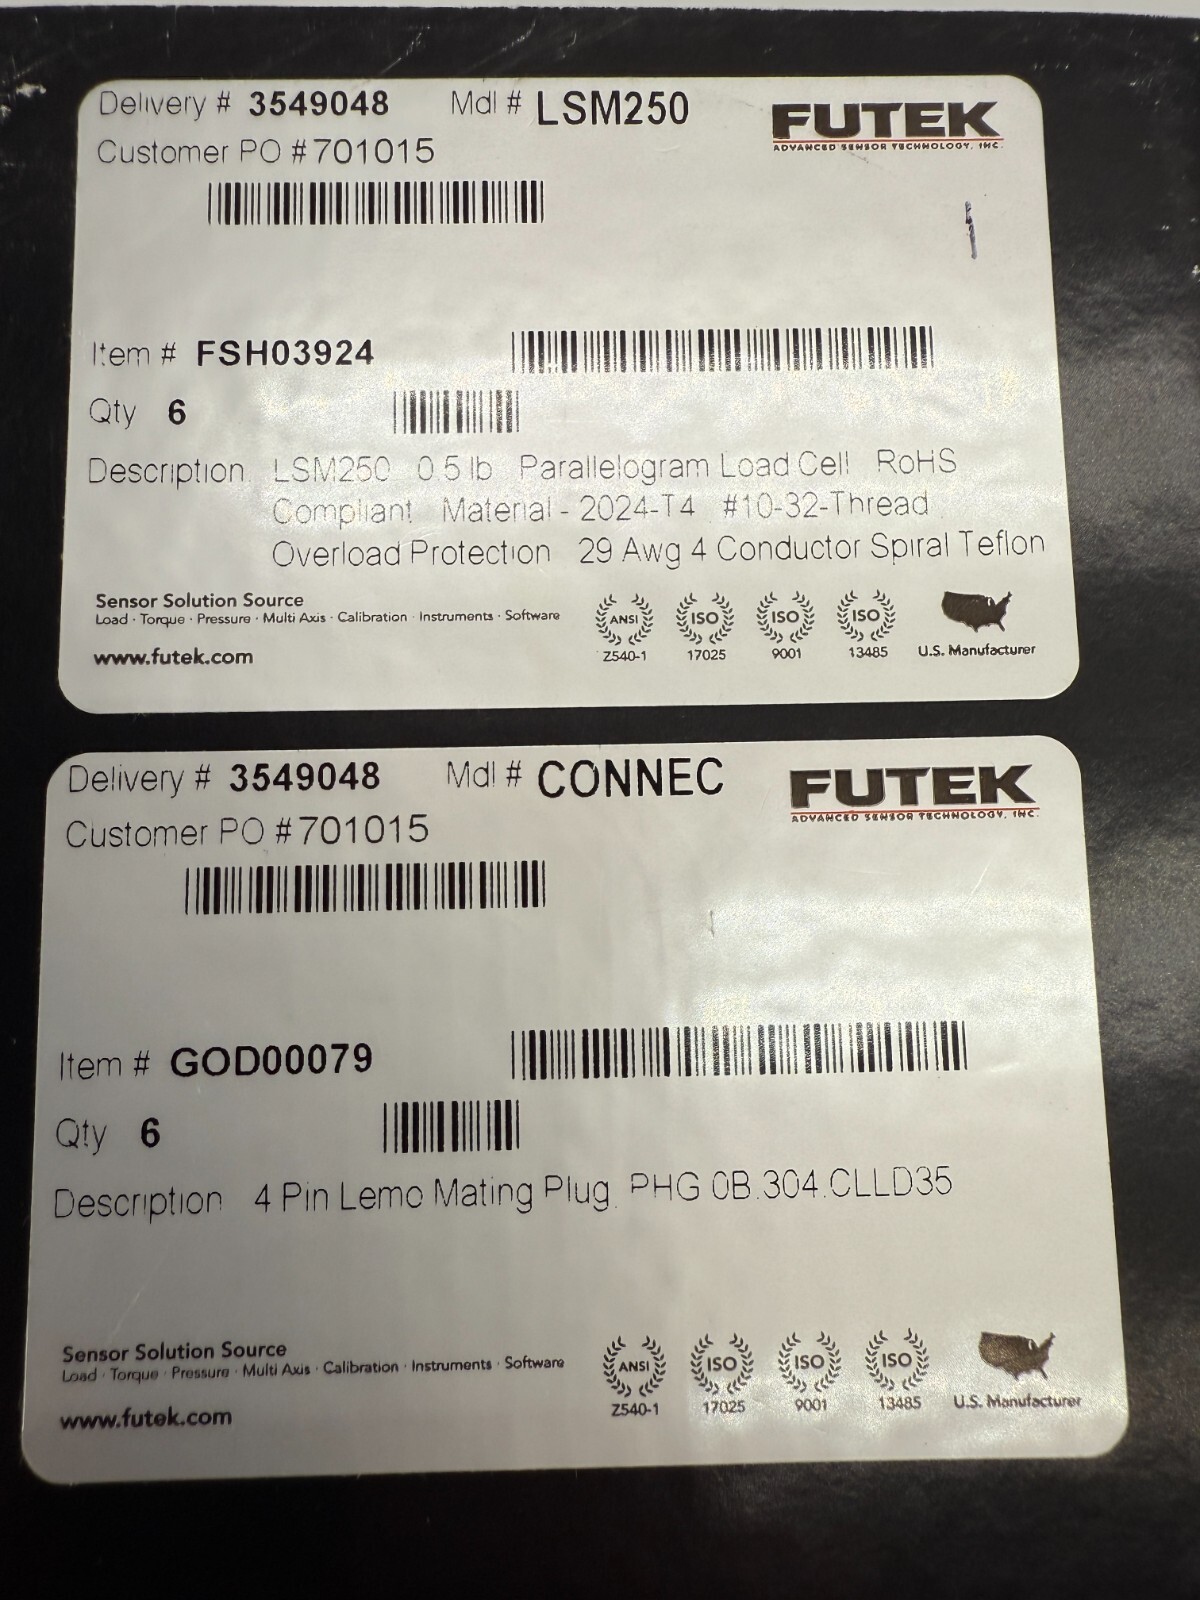 Delivery # 3549048 Mdl # LSM250
FUTEK
ADVANCED SENSOR TECHNOLOGY, INC.
Customer PO # 701015
Item # FSH03924
Qty 6
Description LSM250 0.5 lb Parallelogram Load Cell RoHS
Compliant Material - 2024-T4 #10-32-Thread
Overload Protection 29 Awg 4 Conductor Spiral Teflon
Sensor Solution Source
Load · Torque · Pressure · Multi Axis · Calibration · Instruments · Software
www.futek.com
ANSI ISO ISO ISO
Z540-1 17025 9001 13485 U.S. Manufacturer
Delivery # 3549048 Mdl # CONNEC
FUTEK
ADVANCED SENSOR TECHNOLOGY, INC.
Customer PO # 701015
Item # GOD00079
Qty 6
Description 4 Pin Lemo Mating Plug. PHG.0B.304.CLLD35
Sensor Solution Source
Load · Torque · Pressure · Multi Axis · Calibration · Instruments · Software
www.futek.com
ANSI ISO ISO ISO
Z540-1 17025 9001 13485 U.S. Manufacturer